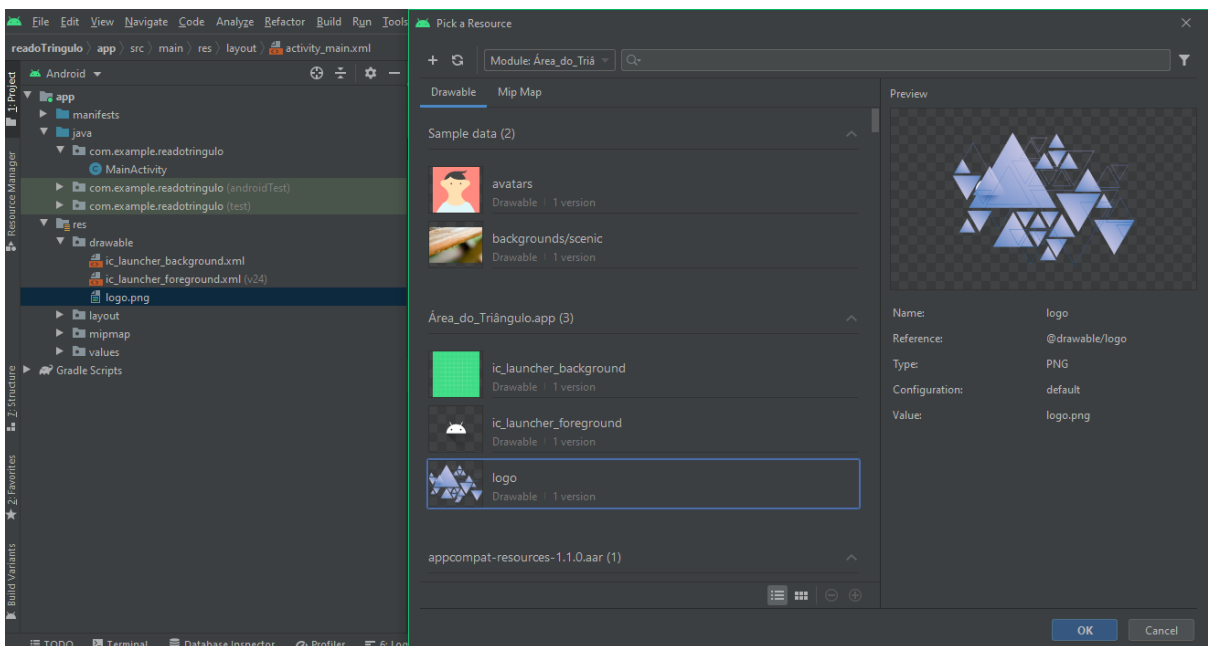 File Edit View Navigate Code Analyze Refactor Build Run Tools
readoTringulo app src main res layout activity_main.xml
Android
1: Project
Resource Manager
Z: Structure
2: Favorites
Build Variants
app
manifests
java
com.example.readotringulo
MainActivity
com.example.readotringulo (androidTest)
com.example.readotringulo (test)
res
drawable
ic_launcher_background.xml
ic_launcher_foreground.xml (v24)
logo.png
layout
mipmap
values
Gradle Scripts
TODO Terminal Database Inspector Profiler 6:
Pick a Resource
Module: Área_do_Triâ
Drawable Mip Map
Sample data (2)
avatars
Drawable | 1 version
backgrounds/scenic
Drawable | 1 version
Área_do_Triângulo.app (3)
ic_launcher_background
Drawable | 1 version
ic_launcher_foreground
Drawable | 1 version
logo
Drawable | 1 version
appcompat-resources-1.1.0.aar (1)
Preview
Name: logo
Reference: @drawable/logo
Type: PNG
Configuration: default
Value: logo.png
OK Cancel